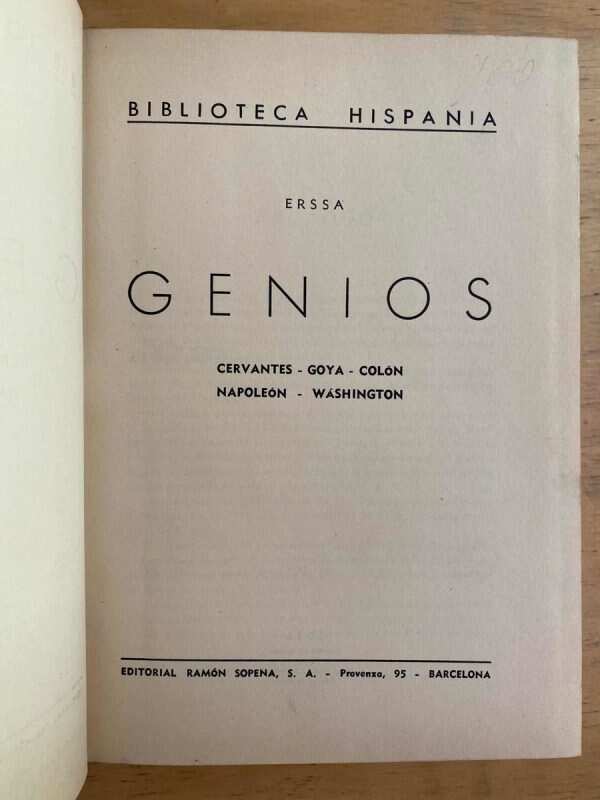 BIBLIOTECA HISPANIA
ERSSA
GENIOS
CERVANTES - GOYA - COLÓN
NAPOLEÓN - WÁSHINGTON
EDITORIAL RAMÓN SOPENA, S. A. - Provenza, 95 - BARCELONA